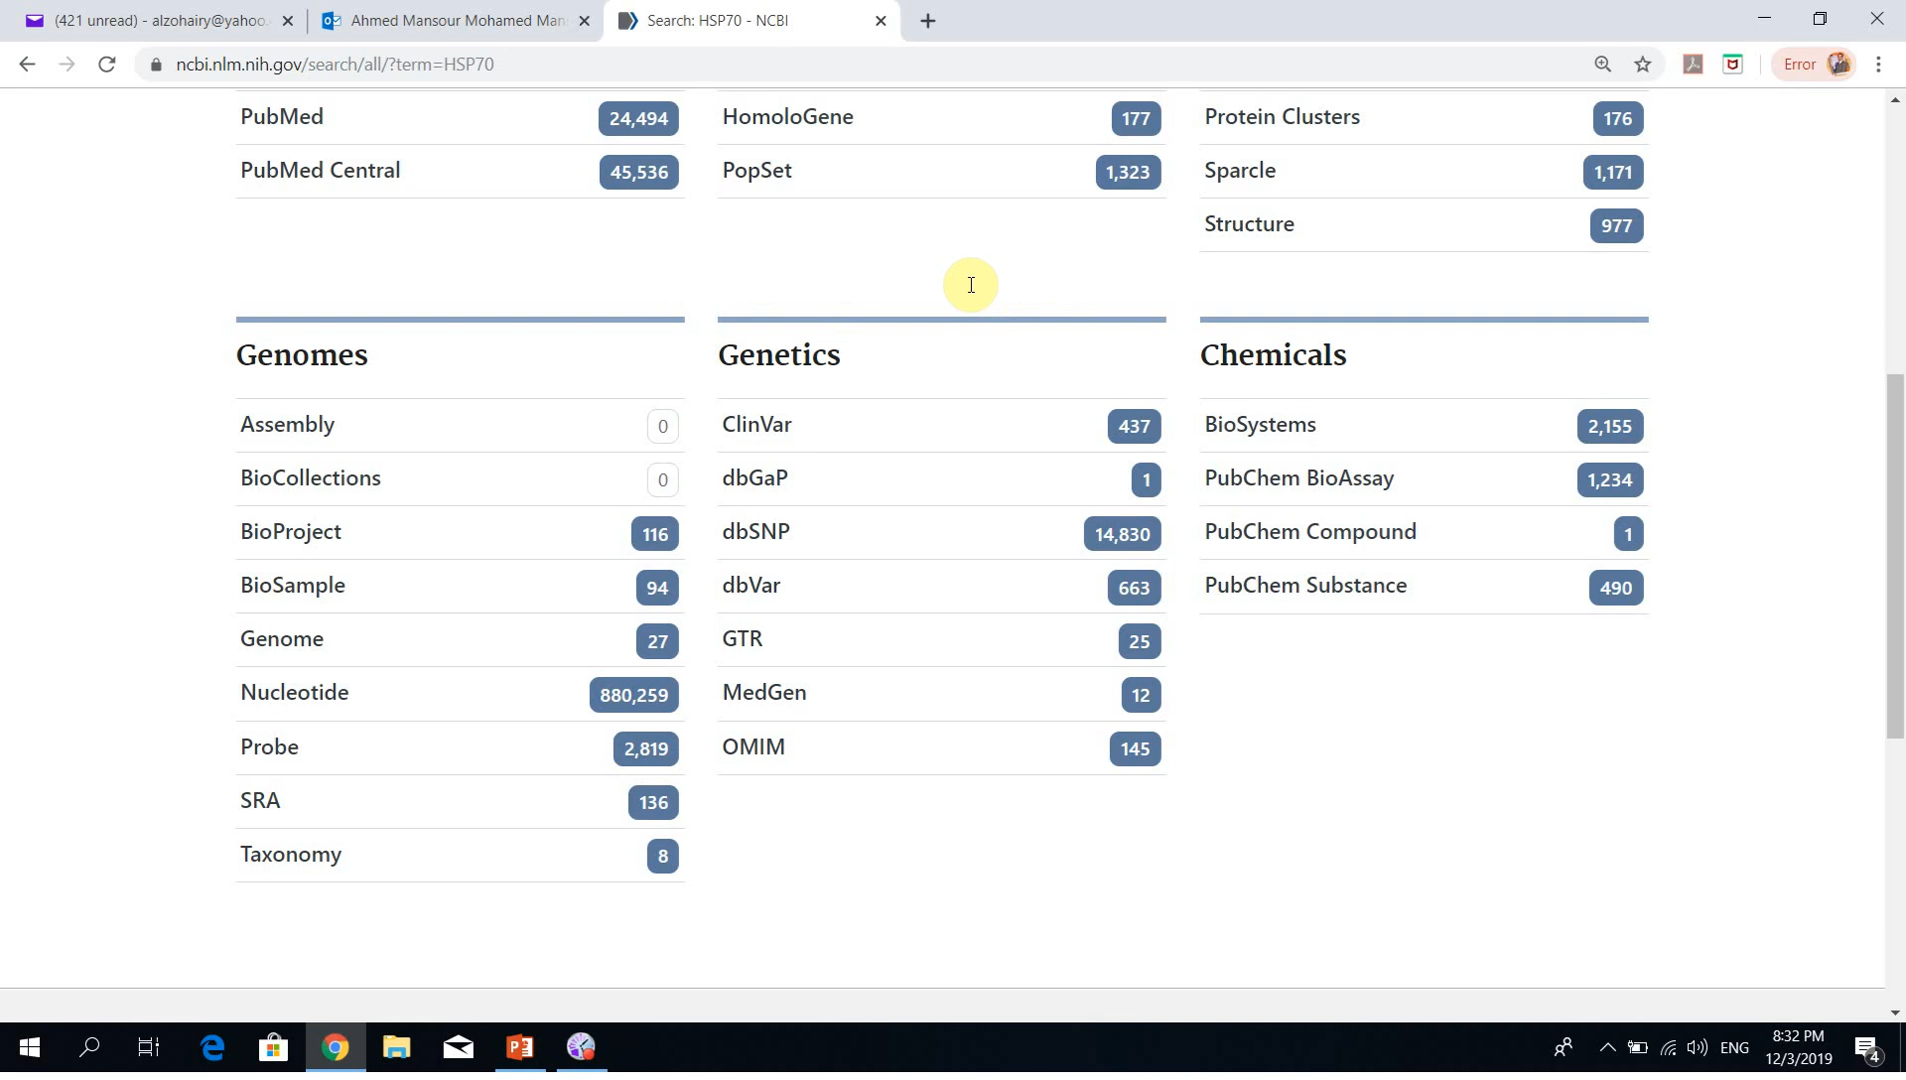 (421 unread) - alzohairy@yahoo.
Ahmed Mansour Mohamed Man
Search: HSP70 - NCBI
ncbi.nlm.nih.gov/search/all/?term=HSP70
Error
PubMed 24,494
PubMed Central 45,536
HomoloGene 177
PopSet 1,323
Protein Clusters 176
Sparcle 1,171
Structure 977
Genomes
Assembly 0
BioCollections 0
BioProject 116
BioSample 94
Genome 27
Nucleotide 880,259
Probe 2,819
SRA 136
Taxonomy 8
Genetics
ClinVar 437
dbGaP 1
dbSNP 14,830
dbVar 663
GTR 25
MedGen 12
OMIM 145
Chemicals
BioSystems 2,155
PubChem BioAssay 1,234
PubChem Compound 1
PubChem Substance 490
ENG
8:32 PM
12/3/2019
4